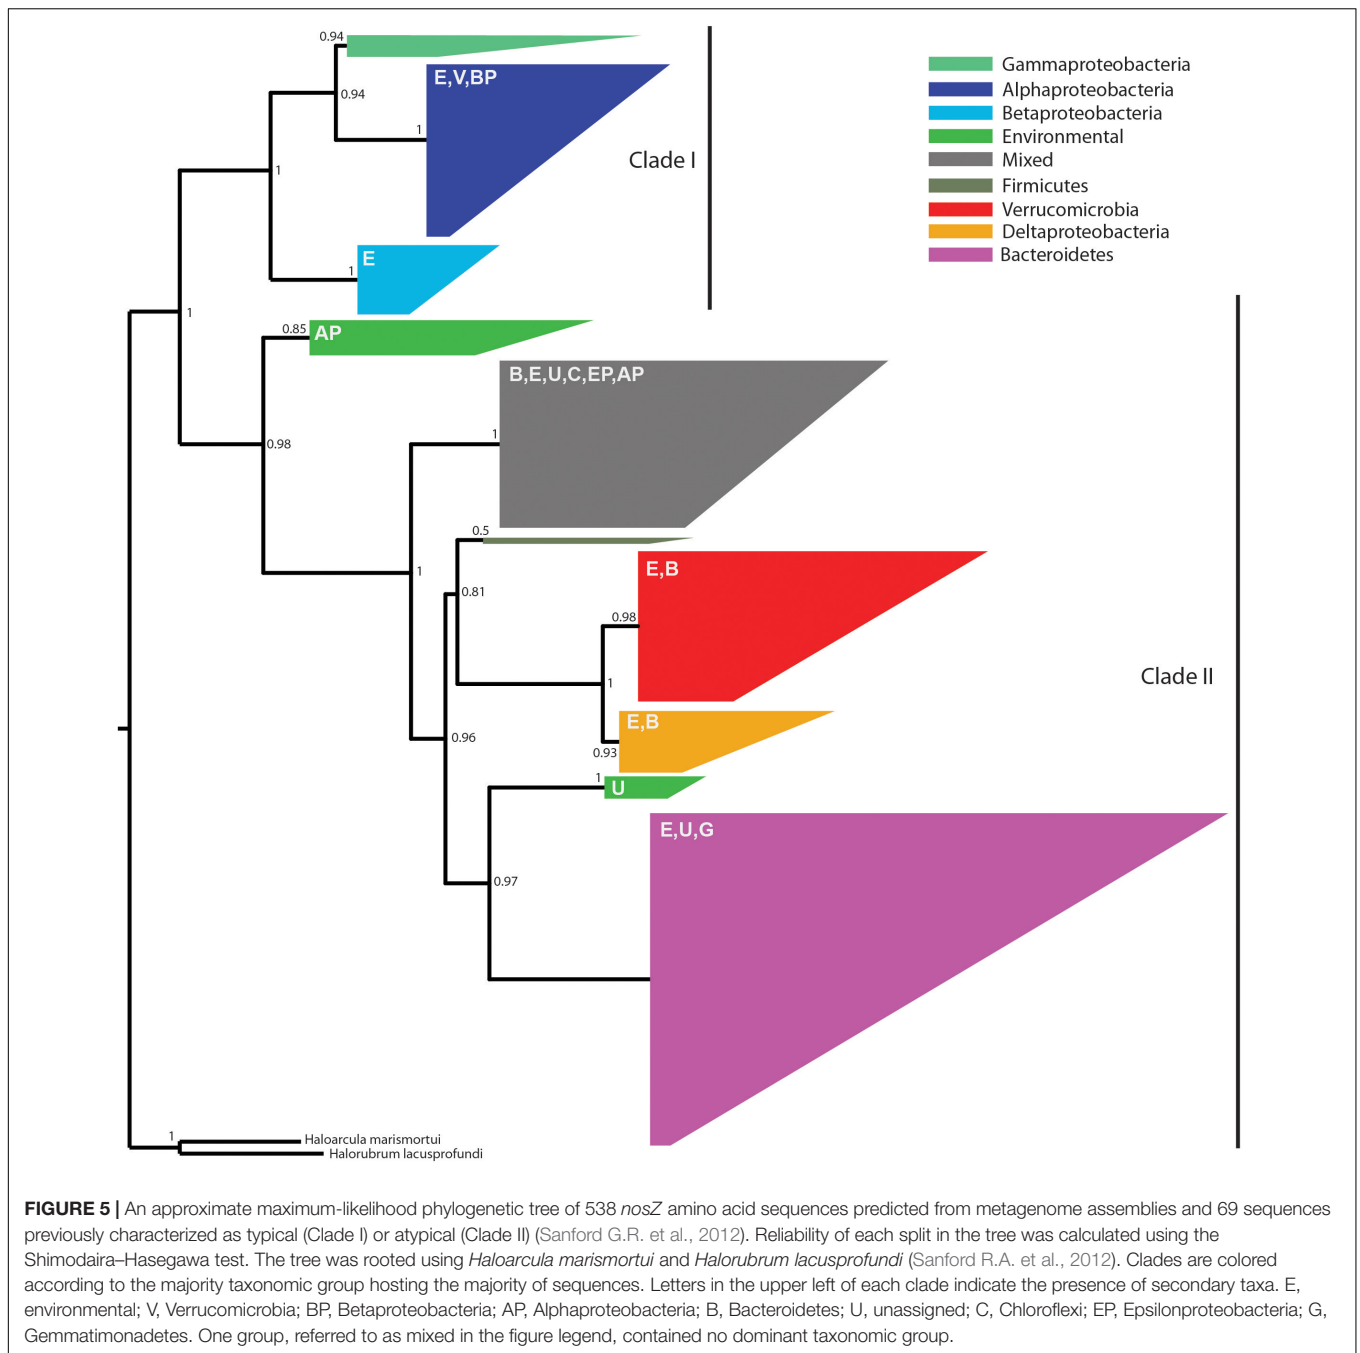 0.94
E,V,BP
0.94
1
Clade I
1
E
1
1
0.85
AP
B,E,U,C,EP,AP
1
0.98
0.5
E,B
1
0.81
0.98
1
E,B
0.96
0.93
1
U
E,U,G
0.97
Clade II
1
Haloarcula marismortui
Halorubrum lacusprofundi
Gammaproteobacteria
Alphaproteobacteria
Betaproteobacteria
Environmental
Mixed
Firmicutes
Verrucomicrobia
Deltaproteobacteria
Bacteroidetes
FIGURE 5 | An approximate maximum-likelihood phylogenetic tree of 538 nosZ amino acid sequences predicted from metagenome assemblies and 69 sequences
previously characterized as typical (Clade I) or atypical (Clade II) (Sanford G.R. et al., 2012). Reliability of each split in the tree was calculated using the
Shimodaira–Hasegawa test. The tree was rooted using Haloarcula marismortui and Halorubrum lacusprofundi (Sanford R.A. et al., 2012). Clades are colored
according to the majority taxonomic group hosting the majority of sequences. Letters in the upper left of each clade indicate the presence of secondary taxa. E,
environmental; V, Verrucomicrobia; BP, Betaproteobacteria; AP, Alphaproteobacteria; B, Bacteroidetes; U, unassigned; C, Chloroflexi; EP, Epsilonproteobacteria; G,
Gemmatimonadetes. One group, referred to as mixed in the figure legend, contained no dominant taxonomic group.